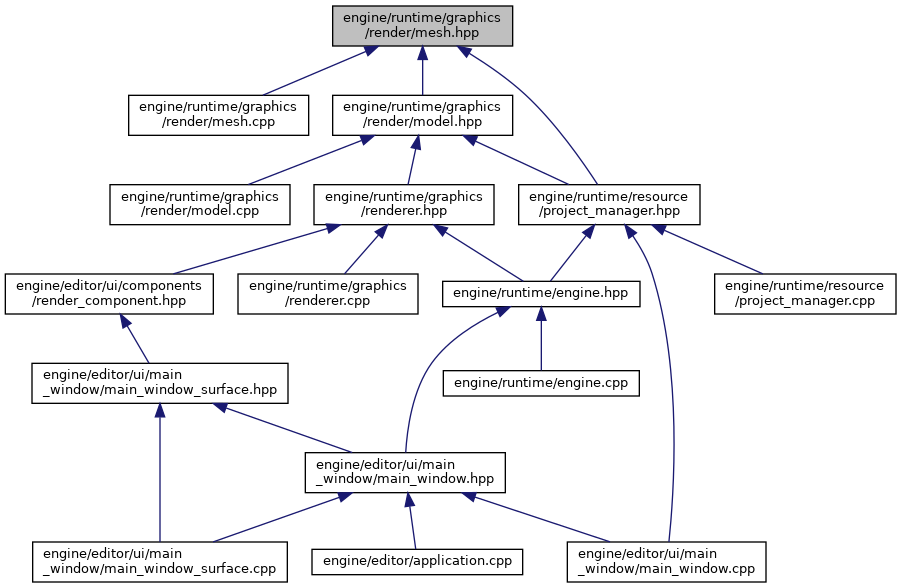 engine/runtime/graphics
/render/mesh.hpp
engine/runtime/graphics
/render/mesh.cpp
engine/runtime/graphics
/render/model.hpp
engine/runtime/graphics
/render/model.cpp
engine/runtime/graphics
/renderer.hpp
engine/runtime/resource
/project_manager.hpp
engine/editor/ui/components
/render_component.hpp
engine/runtime/graphics
/renderer.cpp
engine/runtime/engine.hpp
engine/runtime/resource
/project_manager.cpp
engine/editor/ui/main
_window/main_window_surface.hpp
engine/runtime/engine.cpp
engine/editor/ui/main
_window/main_window.hpp
engine/editor/ui/main
_window/main_window_surface.cpp
engine/editor/application.cpp
engine/editor/ui/main
_window/main_window.cpp